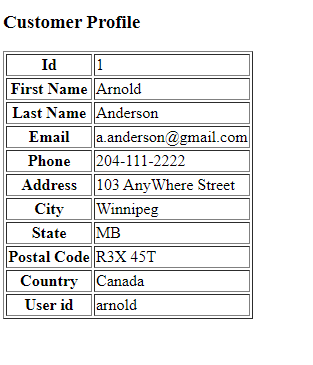 Customer Profile
Id 1
First Name Arnold
Last Name Anderson
Email a.anderson@gmail.com
Phone 204-111-2222
Address 103 AnyWhere Street
City Winnipeg
State MB
Postal Code R3X 45T
Country Canada
User id arnold